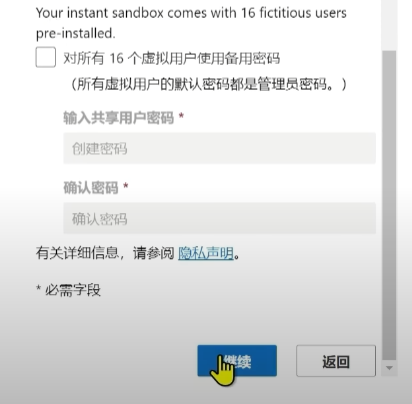 Your instant sandbox comes with 16 fictitious users
pre-installed.
对所有 16 个虚拟用户使用备用密码
（所有虚拟用户的默认密码都是管理员密码。）
输入共享用户密码 *
创建密码
确认密码 *
确认密码
有关详细信息，请参阅 隐私声明。
* 必需字段
继续 返回